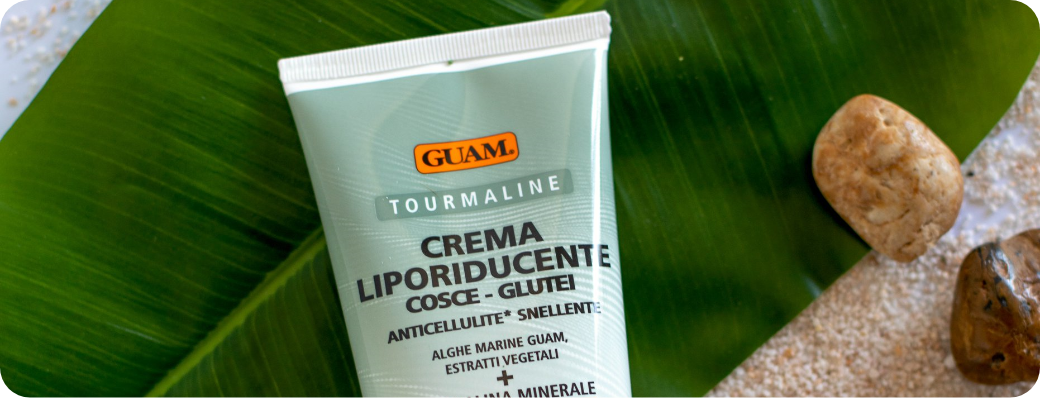 GUAM.
TOURMALINE
CREMA
LIPORIDUCENTE
COSCE - GLUTEI
ANTICELLULITE* SNELLENTE
ALGHE MARINE GUAM,
ESTRATTI VEGETALI
+
MINERALE